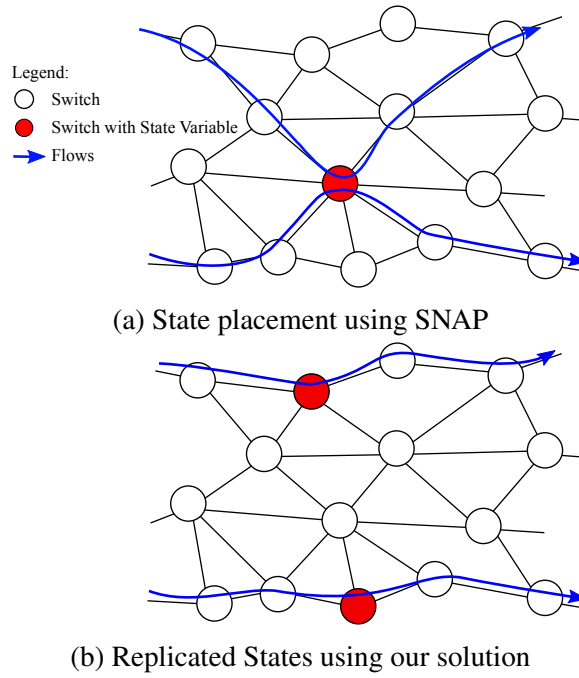 Legend:
Switch
Switch with State Variable
Flows
(a) State placement using SNAP
(b) Replicated States using our solution